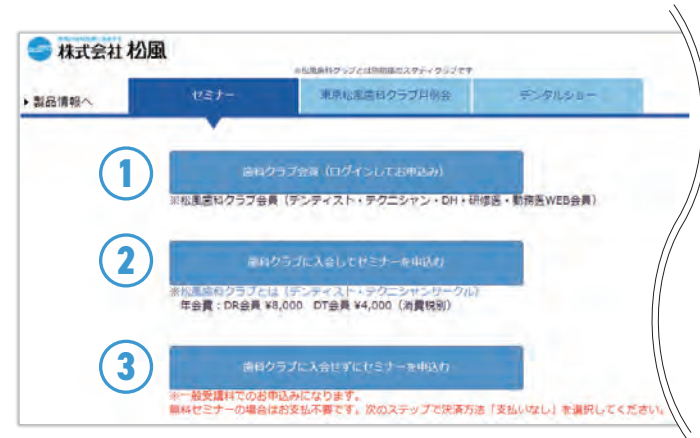 株式会社 松風
※松風歯科クラブとは勉強のスタディクラブです
▶製品情報へ
セミナー
東京松風歯科クラブ月例会
デンタルショー
1
歯科クラブ会員（ログインしてお申込み）
※松風歯科クラブ会員（デンティスト・テクニシャン・DH・研修医・勤務医WEB会員）
2
歯科クラブに入会してセミナーを申込む
※松風歯科クラブとは（デンティスト・テクニシャンサークル）
年会費：DR会員 ¥8,000 DT会員 ¥4,000（消費税別）
3
歯科クラブに入会せずにセミナーを申込む
※一般受講料でのお申込みになります。
無料セミナーの場合はお支払不要です。次のステップで決済方法「支払いなし」を選択してください。